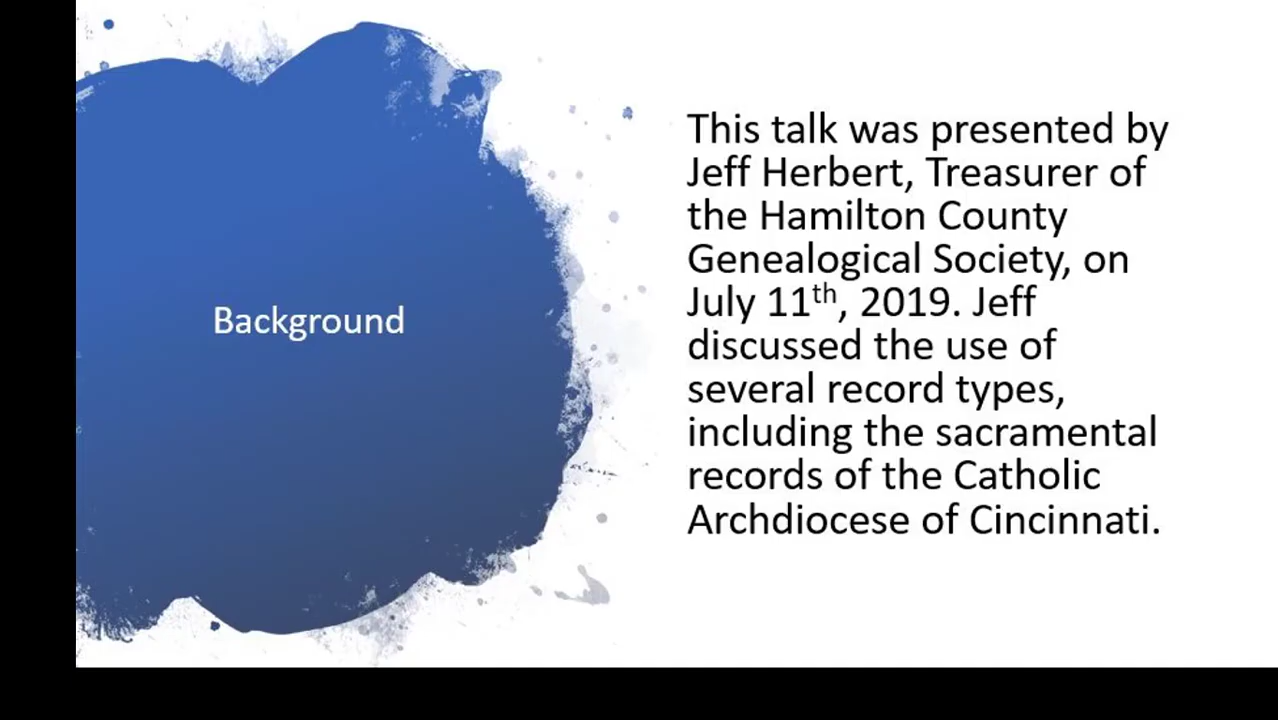 Background
This talk was presented by
Jeff Herbert, Treasurer of
the Hamilton County
Genealogical Society, on
July 11th, 2019. Jeff
discussed the use of
several record types,
including the sacramental
records of the Catholic
Archdiocese of Cincinnati.